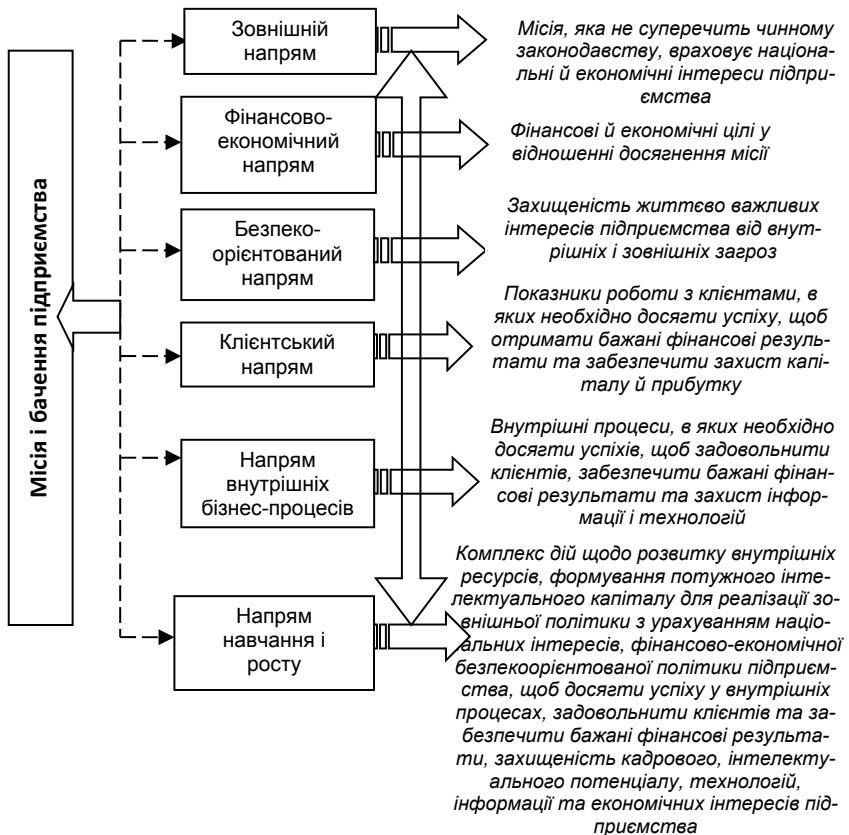 Місія і бачення підприємства
Зовнішній
напрям
Місія, яка не суперечить чинному
законодавству, враховує націона-
льні й економічні інтереси підпри-
ємства
Фінансово-
економічний
напрям
Фінансові й економічні цілі у
відношенні досягнення місії
Безпеко-
орієнтований
напрям
Захищеність життєво важливих
інтересів підприємства від внут-
рішніх і зовнішніх загроз
Клієнтський
напрям
Показники роботи з клієнтами, в
яких необхідно досягти успіху, щоб
отримати бажані фінансові резуль-
тати та забезпечити захист капі-
талу й прибутку
Напрям
внутрішніх
бізнес-процесів
Внутрішні процеси, в яких необхідно
досягти успіхів, щоб задовольнити
клієнтів, забезпечити бажані фінан-
сові результати та захист інфор-
мації і технологій
Напрям
навчання і
росту
Комплекс дій щодо розвитку внутрішніх
ресурсів, формування потужного інте-
лектуального капіталу для реалізації зо-
внішньої політики з урахуванням націо-
нальних інтересів, фінансово-економічної
безпекоорієнтованої політики підприєм-
ства, щоб досягти успіху у внутрішніх
процесах, задовольнити клієнтів та за-
безпечити бажані фінансові результа-
ти, захищеність кадрового, інтелекту-
ального потенціалу, технологій,
інформації та економічних інтересів під-
приємства